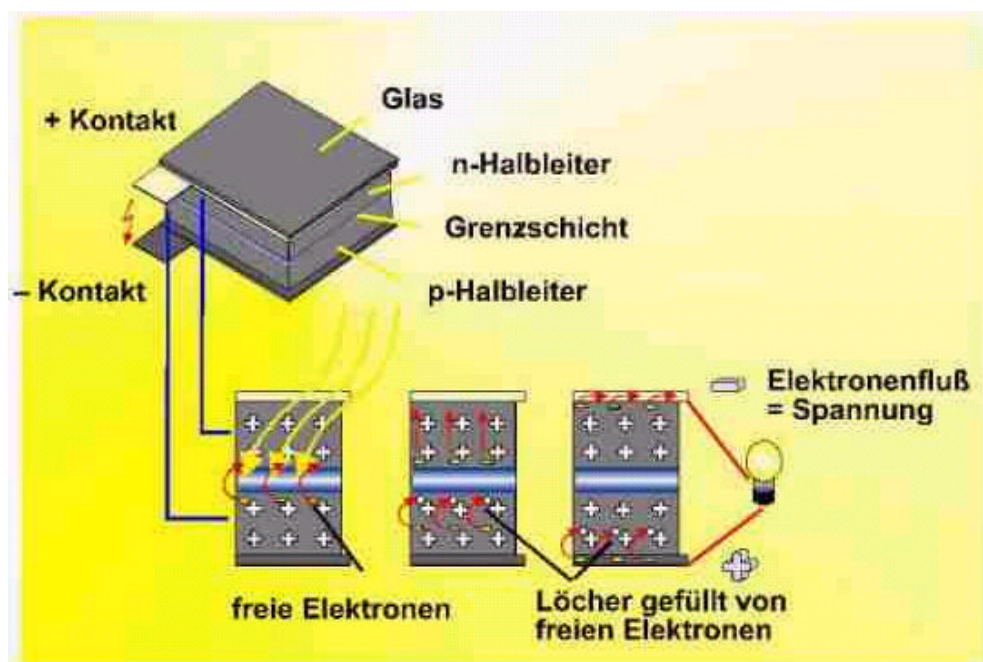 Glas
+ Kontakt
n-Halbleiter
Grenzschicht
– Kontakt
p-Halbleiter
Elektronenfluß
= Spannung
freie Elektronen
Löcher gefüllt von
freien Elektronen